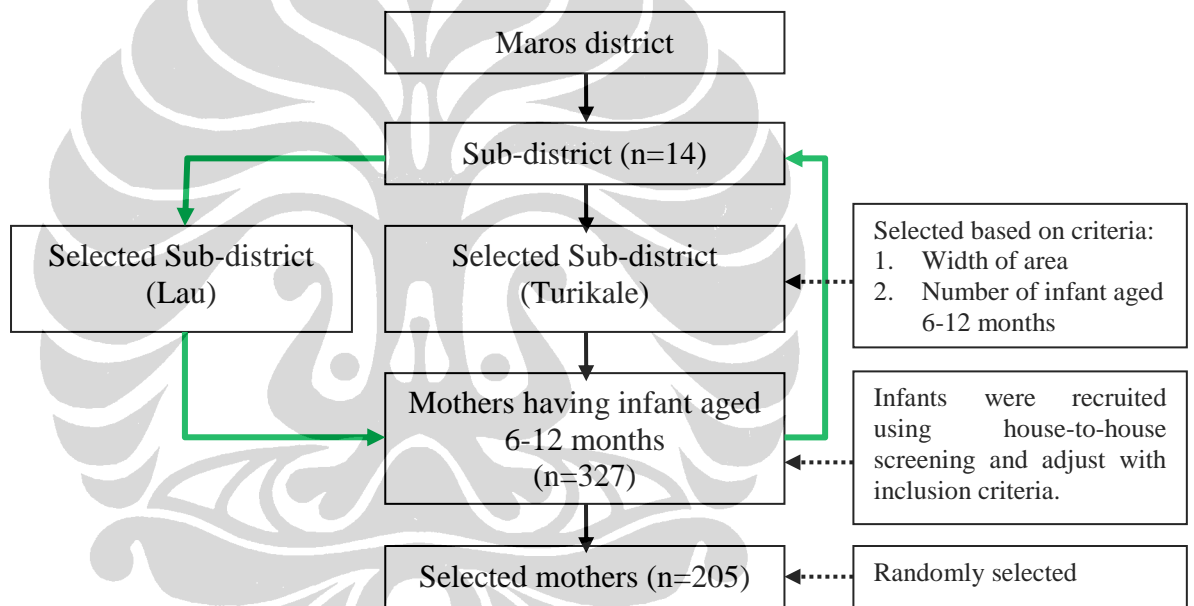 Maros district
Sub-district (n=14)
Selected Sub-district
(Lau)
Selected Sub-district
(Turikale)
Selected based on criteria:
1. Width of area
2. Number of infant aged
6-12 months
Mothers having infant aged
6-12 months
(n=327)
Infants were recruited
using house-to-house
screening and adjust with
inclusion criteria.
Selected mothers (n=205)
Randomly selected